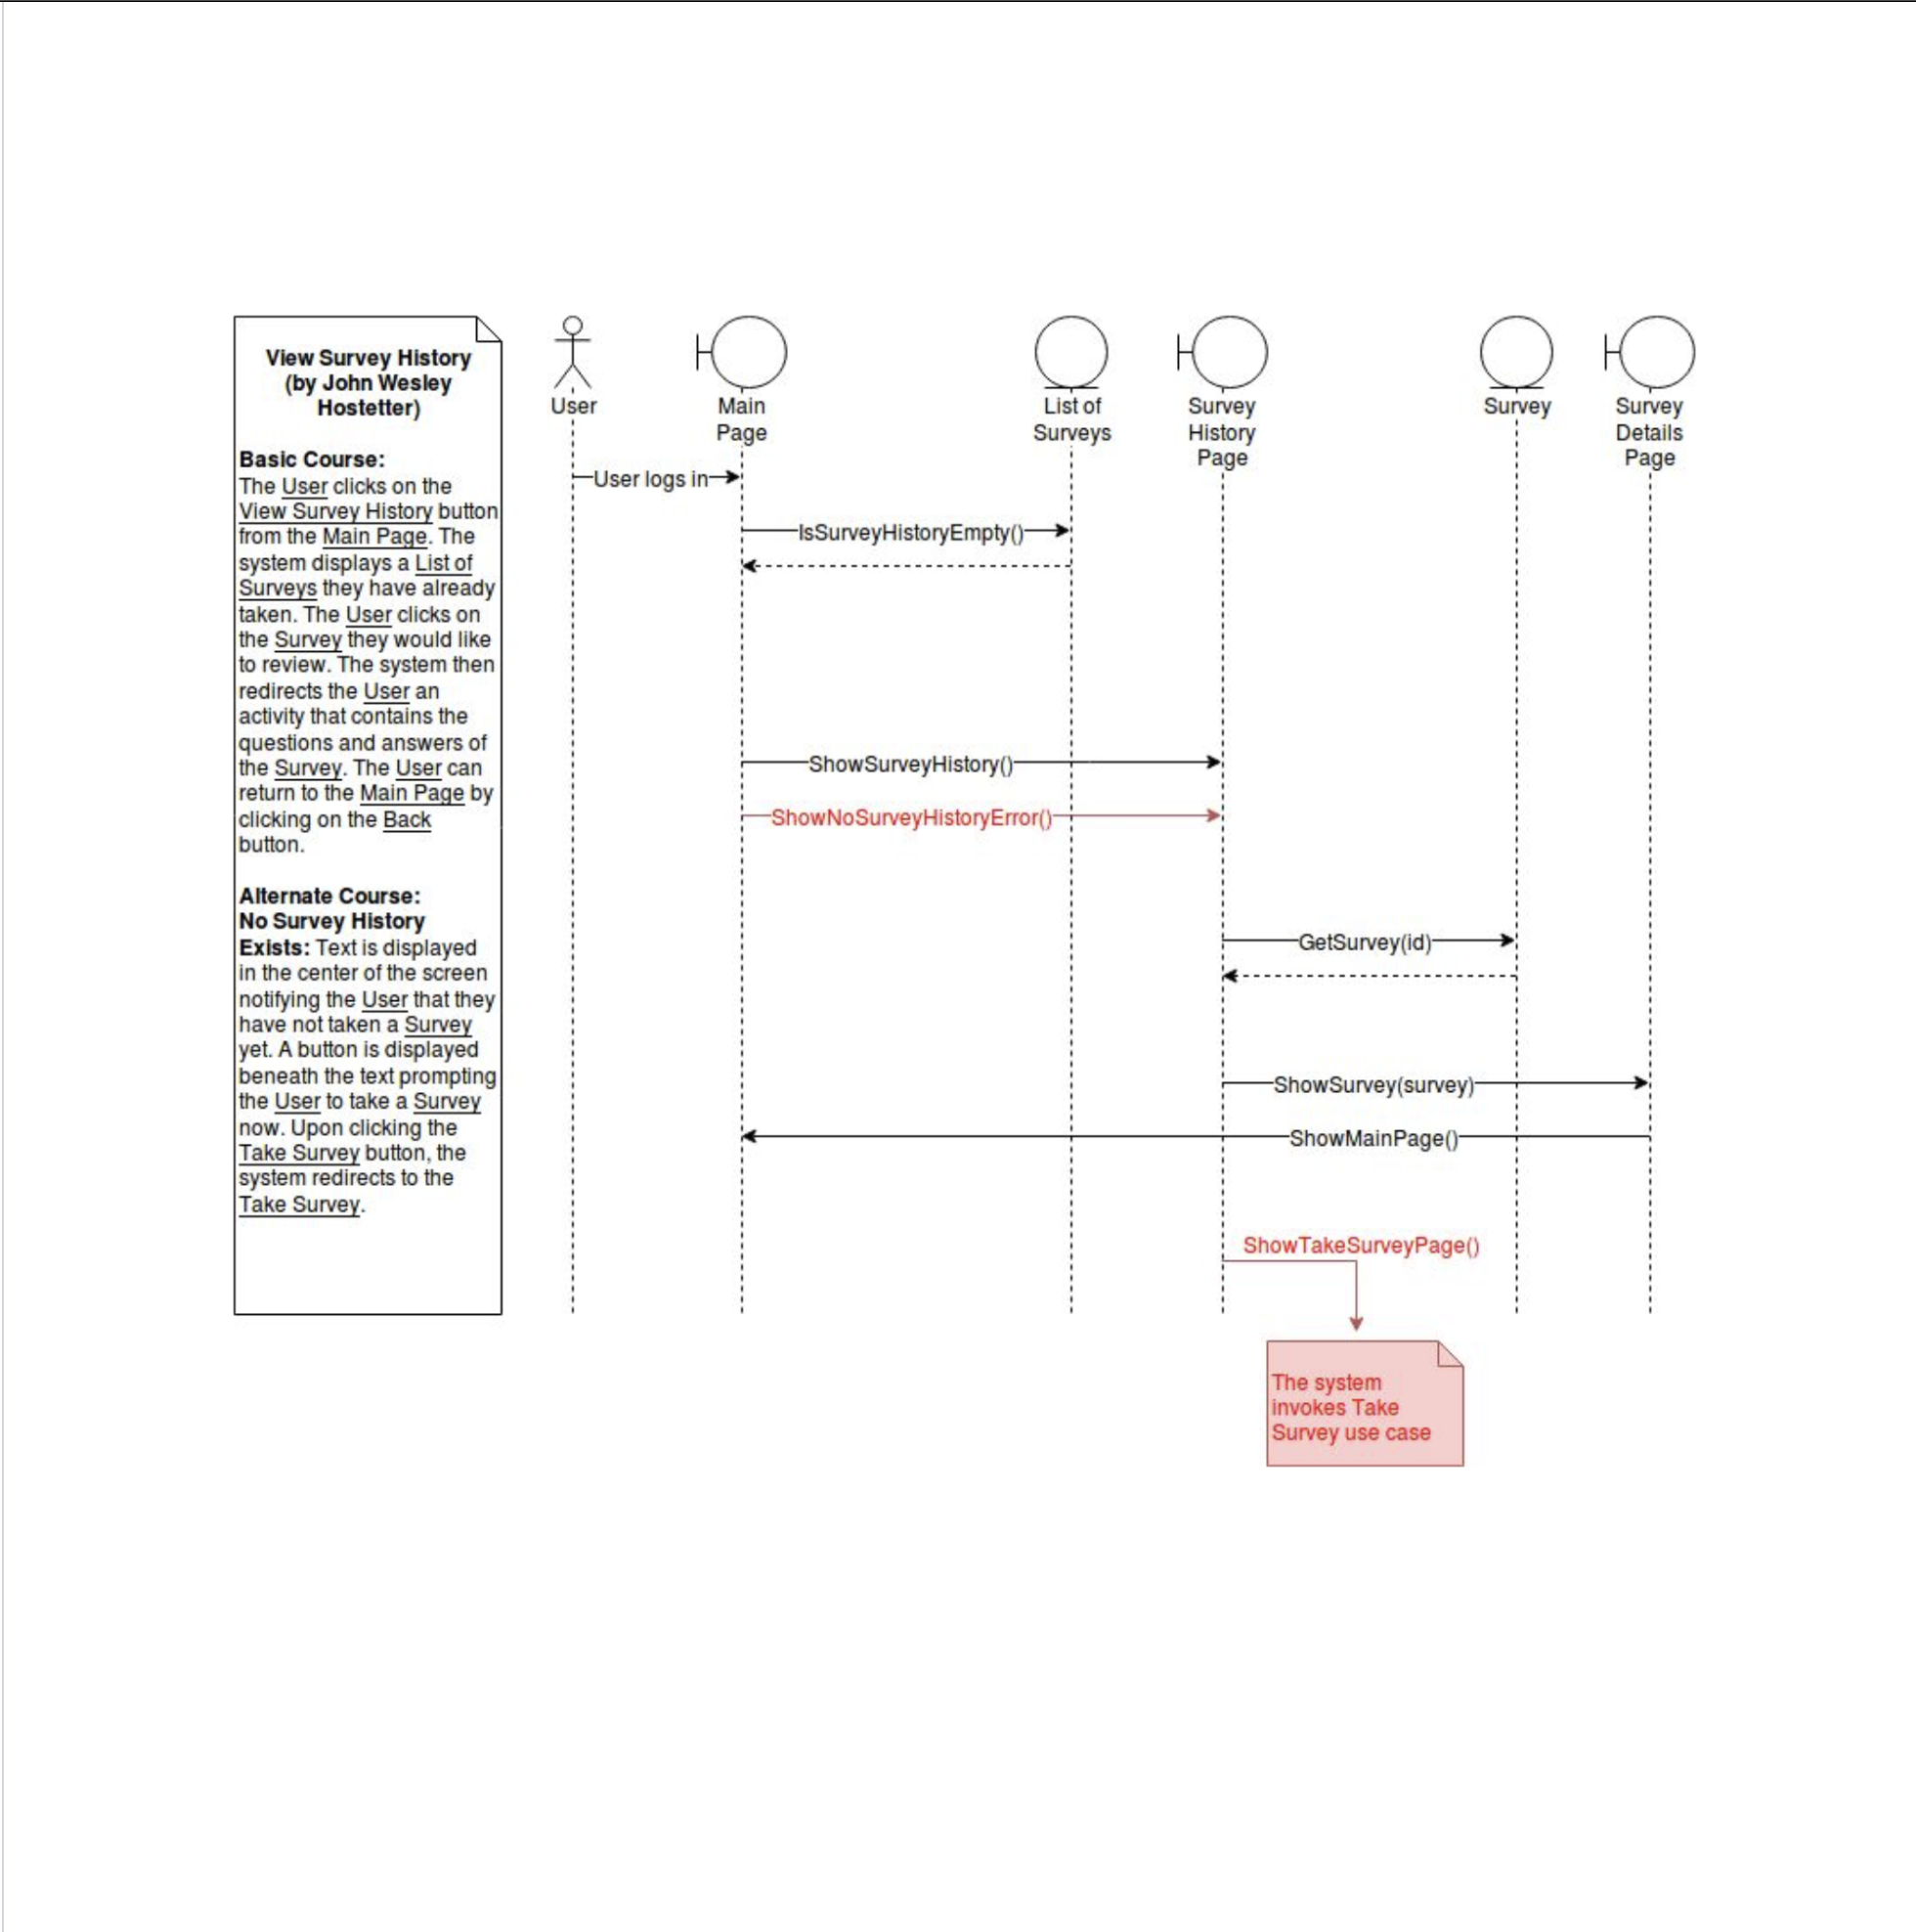 View Survey History
(by John Wesley
Hostetter)
Basic Course:
The User clicks on the
View Survey History button
from the Main Page. The
system displays a List of
Surveys they have already
taken. The User clicks on
the Survey they would like
to review. The system then
redirects the User an
activity that contains the
questions and answers of
the Survey. The User can
return to the Main Page by
clicking on the Back
button.
Alternate Course:
No Survey History
Exists: Text is displayed
in the center of the screen
notifying the User that they
have not taken a Survey
yet. A button is displayed
beneath the text prompting
the User to take a Survey
now. Upon clicking the
Take Survey button, the
system redirects to the
Take Survey.
User
Main
Page
List of
Surveys
Survey
History
Page
Survey
Survey
Details
Page
User logs in
IsSurveyHistoryEmpty()
ShowSurveyHistory()
ShowNoSurveyHistoryError()
GetSurvey(id)
ShowSurvey(survey)
ShowMainPage()
ShowTakeSurveyPage()
The system
invokes Take
Survey use case